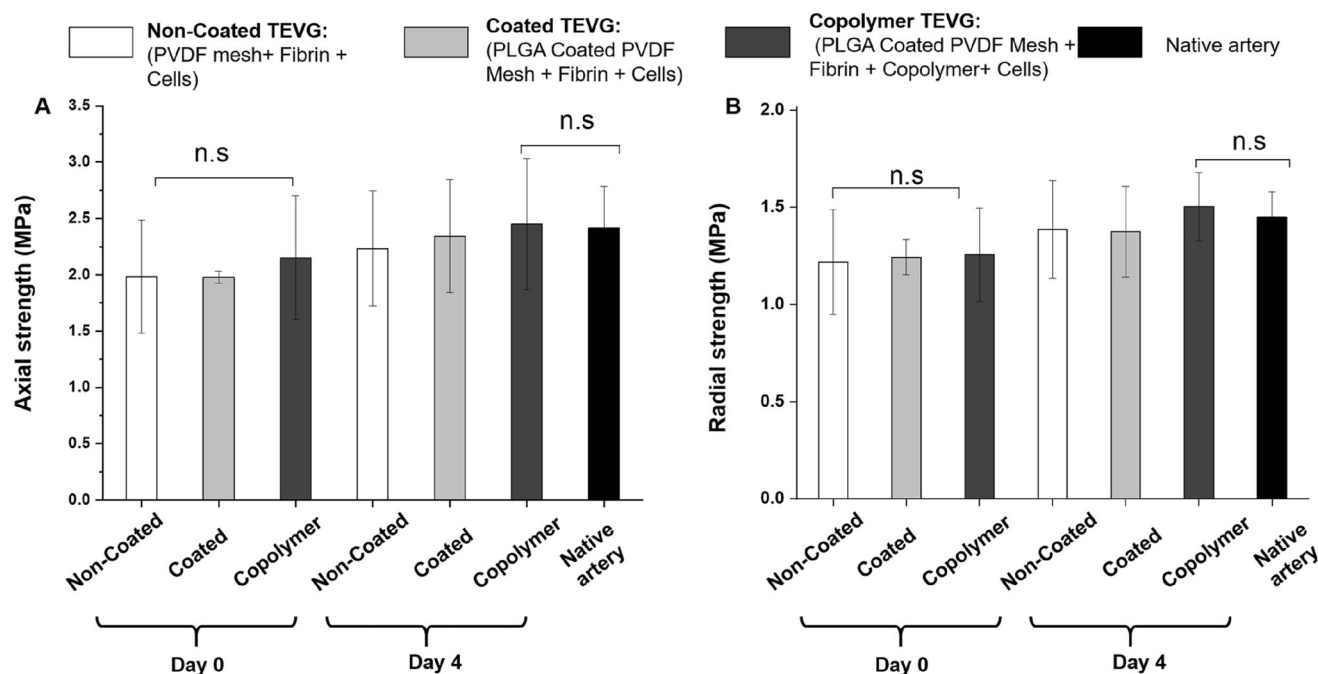 Non-Coated TEVG:
(PVDF mesh+ Fibrin +
Cells)
Coated TEVG:
(PLGA Coated PVDF
Mesh + Fibrin + Cells)
Copolymer TEVG:
(PLGA Coated PVDF Mesh +
Fibrin + Copolymer+ Cells)
Native artery
A
Axial strength (MPa)
3.5
3.0
2.5
2.0
1.5
1.0
0.5
0.0
n.s
n.s
Non-Coated
Coated
Copolymer
Non-Coated
Coated
Copolymer
Native
artery
Day 0
Day 4
B
Radial strength (MPa)
2.0
1.5
1.0
0.5
0.0
n.s
n.s
Non-Coated
Coated
Copolymer
Non-Coated
Coated
Copolymer
Native
artery
Day 0
Day 4